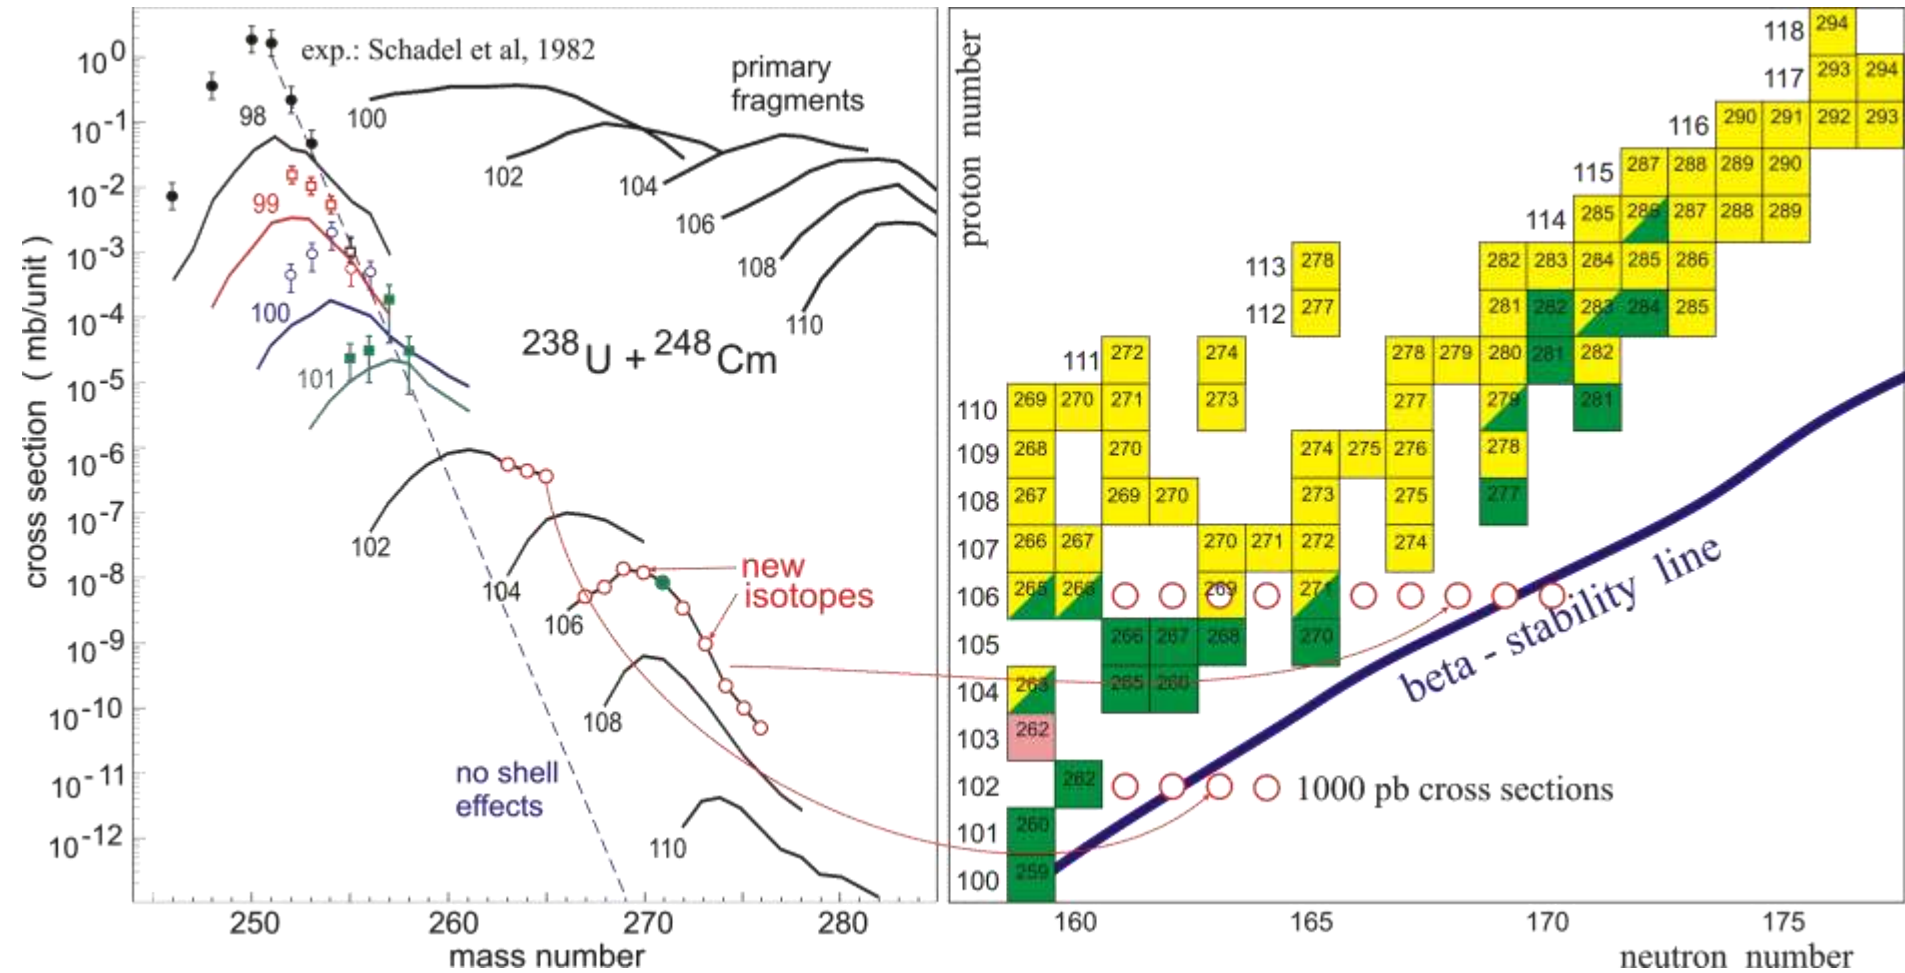 exp.: Schadel et al, 1982
primary
fragments
98
99
100
101
100
102
104
106
108
110
238U + 248Cm
102
104
106
108
110
new
isotopes
no shell
effects
10 0
10 -1
10 -2
10 -3
10 -4
10 -5
10 -6
10 -7
10 -8
10 -9
10 -10
10 -11
10 -12
cross section ( mb/unit )
250 260 270 280
mass number
proton number
118 294
117 293 294
116 290 291 292 293
115 287 288 289 290
114 285 286 287 288 289
113 278 282 283 284 285 286
112 277 281 282 283 284 285
111 272 274 278 279 280 281 282
110 269 270 271 273 277 279 281
109 268 270 274 275 276 278
108 267 269 270 273 275 277
107 266 267 270 271 272 274
106 265 266 269 271
105 266 267 268 270
104 263 265
103 262
102 262 1000 pb cross sections
101 260
100 259
beta - stability line
160 165 170 175
neutron number